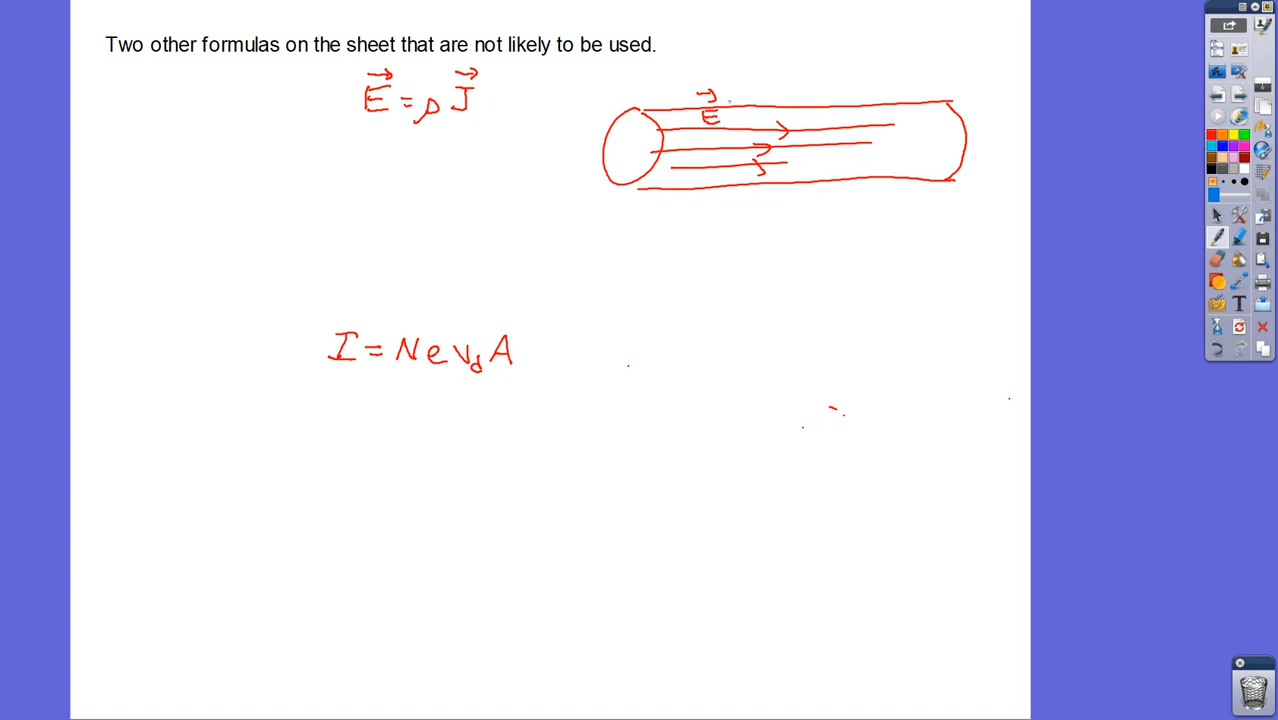 Two other formulas on the sheet that are not likely to be used.
E⃗ = ρ J⃗
E⃗
I = N e v_d A